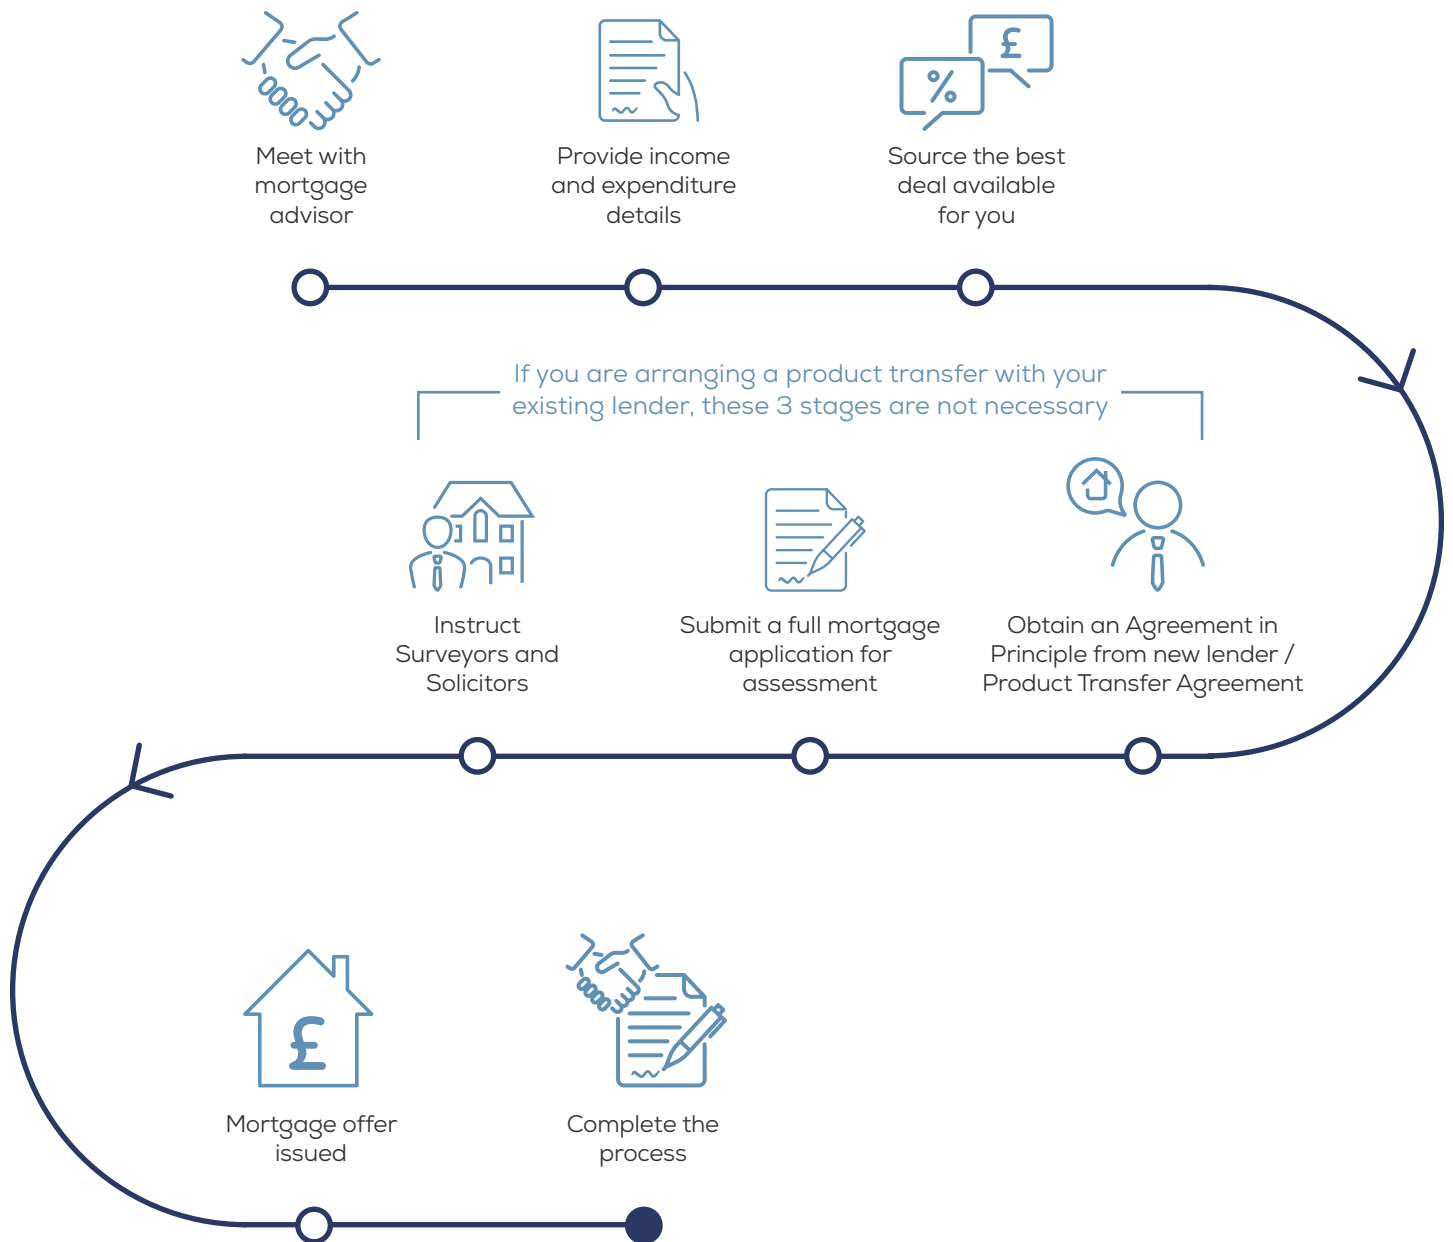 Meet with
mortgage
advisor
Provide income
and expenditure
details
£
%
Source the best
deal available
for you
If you are arranging a product transfer with your
existing lender, these 3 stages are not necessary
Instruct
Surveyors and
Solicitors
Submit a full mortgage
application for
assessment
Obtain an Agreement in
Principle from new lender /
Product Transfer Agreement
£
Mortgage offer
issued
Complete the
process